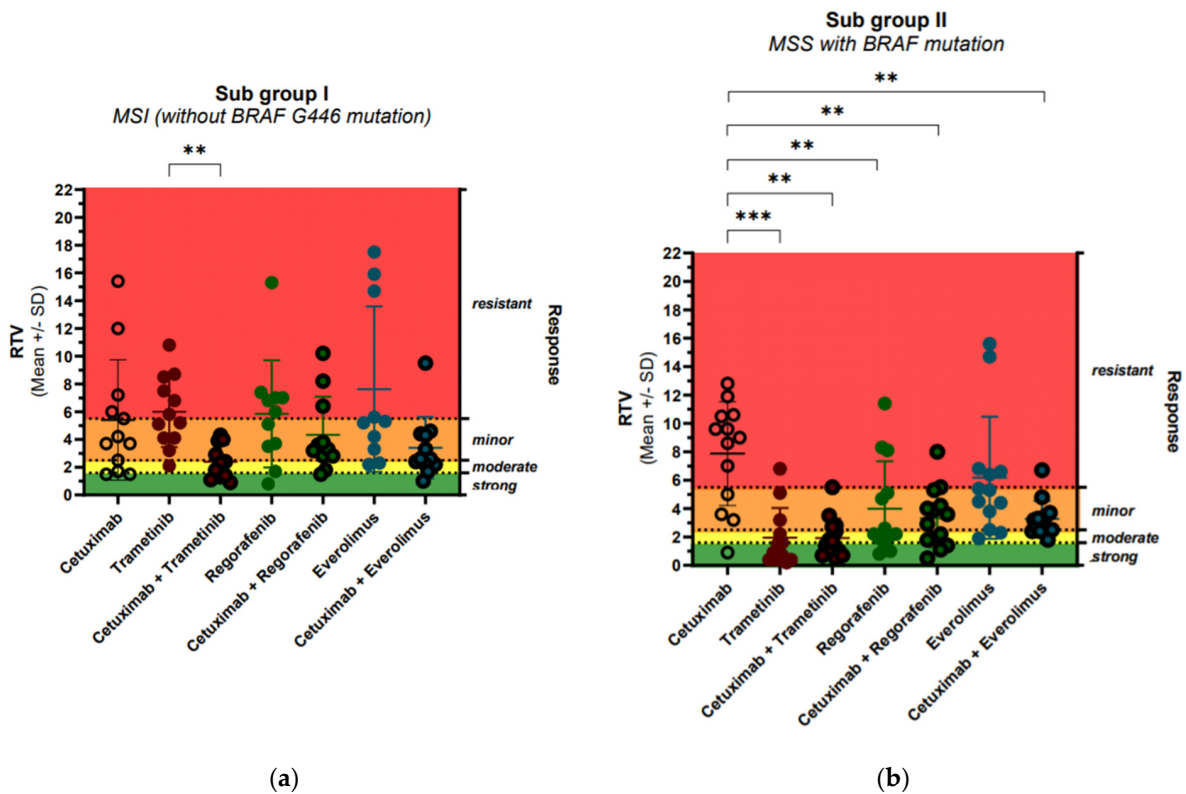 Sub group I
MSI (without BRAF G446 mutation)
**
22
20
18
16
14
12
10
8
6
4
2
0
RTV
(Mean +/- SD)
resistant
minor
moderate
strong
Response
Cetuximab
Trametinib
Cetuximab + Trametinib
Regorafenib
Cetuximab + Regorafenib
Everolimus
Cetuximab + Everolimus
(a)
Sub group II
MSS with BRAF mutation
**
**
**
**
***
22
20
18
16
14
12
10
8
6
4
2
0
RTV
(Mean +/- SD)
resistant
minor
moderate
strong
Response
Cetuximab
Trametinib
Cetuximab + Trametinib
Regorafenib
Cetuximab + Regorafenib
Everolimus
Cetuximab + Everolimus
(b)